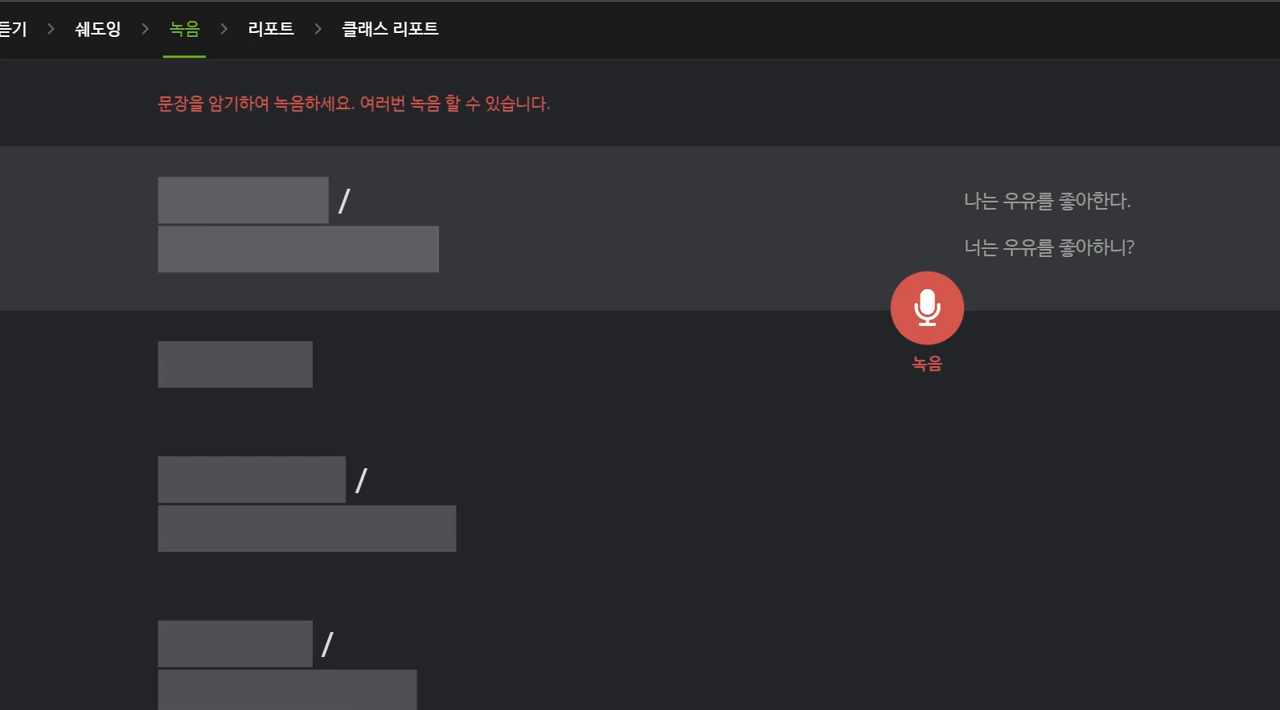 듣기 > 쉐도잉 > 녹음 > 리포트 > 클래스 리포트
문장을 암기하여 녹음하세요. 여러번 녹음 할 수 있습니다.
/
나는 우유를 좋아한다.
너는 우유를 좋아하니?
녹음
/
/